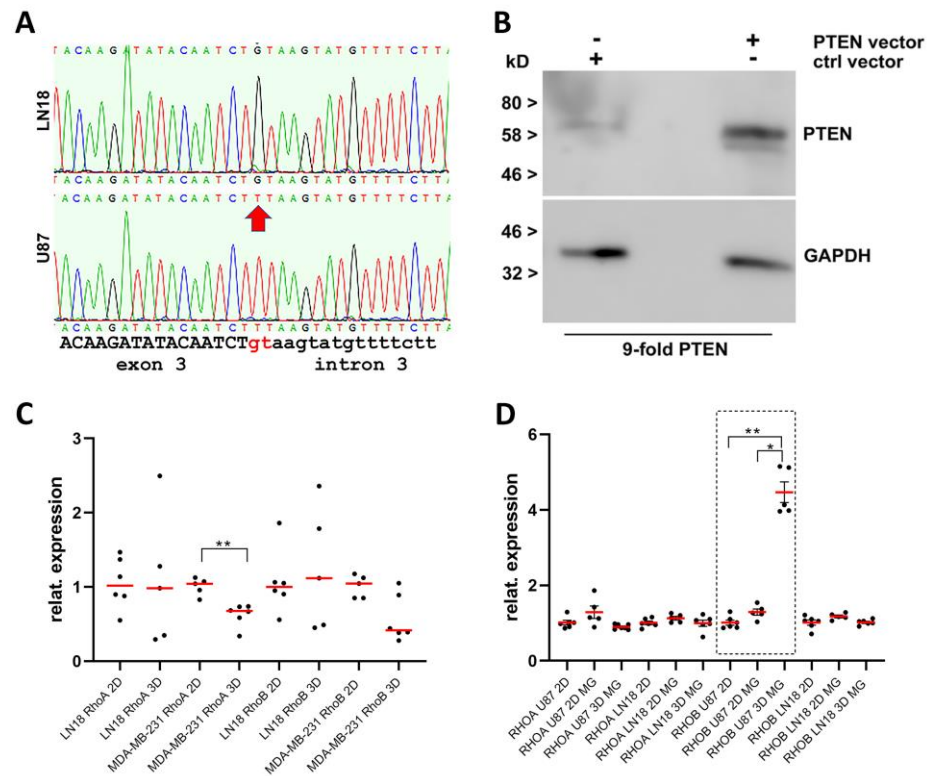 A
TACAAGATATACAATCTGTAAGTATGTTTTCTTA
LN18
TACAAGATATACAATCTGTAAGTATGTTTTCTTA
TACAAGATATACAATCTTTAAGTATGTTTTCTTA
U87
TACAAGATATACAATCTTTAAGTATGTTTTCTTA
ACAAGATATACAATCTgtaagtatgttttctt
exon 3 intron 3
B
- + PTEN vector
kD + - ctrl vector
80 >
58 > PTEN
46 >
46 >
GAPDH
32 >
9-fold PTEN
C
relat. expression
3
2
**
1
0
LN18 RhoA 2D
LN18 RhoA 3D
MDA-MB-231 RhoA 2D
MDA-MB-231 RhoA 3D
LN18 RhoB 2D
LN18 RhoB 3D
MDA-MB-231 RhoB 2D
MDA-MB-231 RhoB 3D
D
relat. expression
6
**
*
4
2
0
RHOA U87 2D
RHOA U87 2D MG
RHOA U87 3D MG
RHOA LN18 2D
RHOA LN18 2D MG
RHOA LN18 3D MG
RHOB U87 2D
RHOB U87 2D MG
RHOB U87 3D MG
RHOB LN18 2D
RHOB LN18 2D MG
RHOB LN18 3D MG